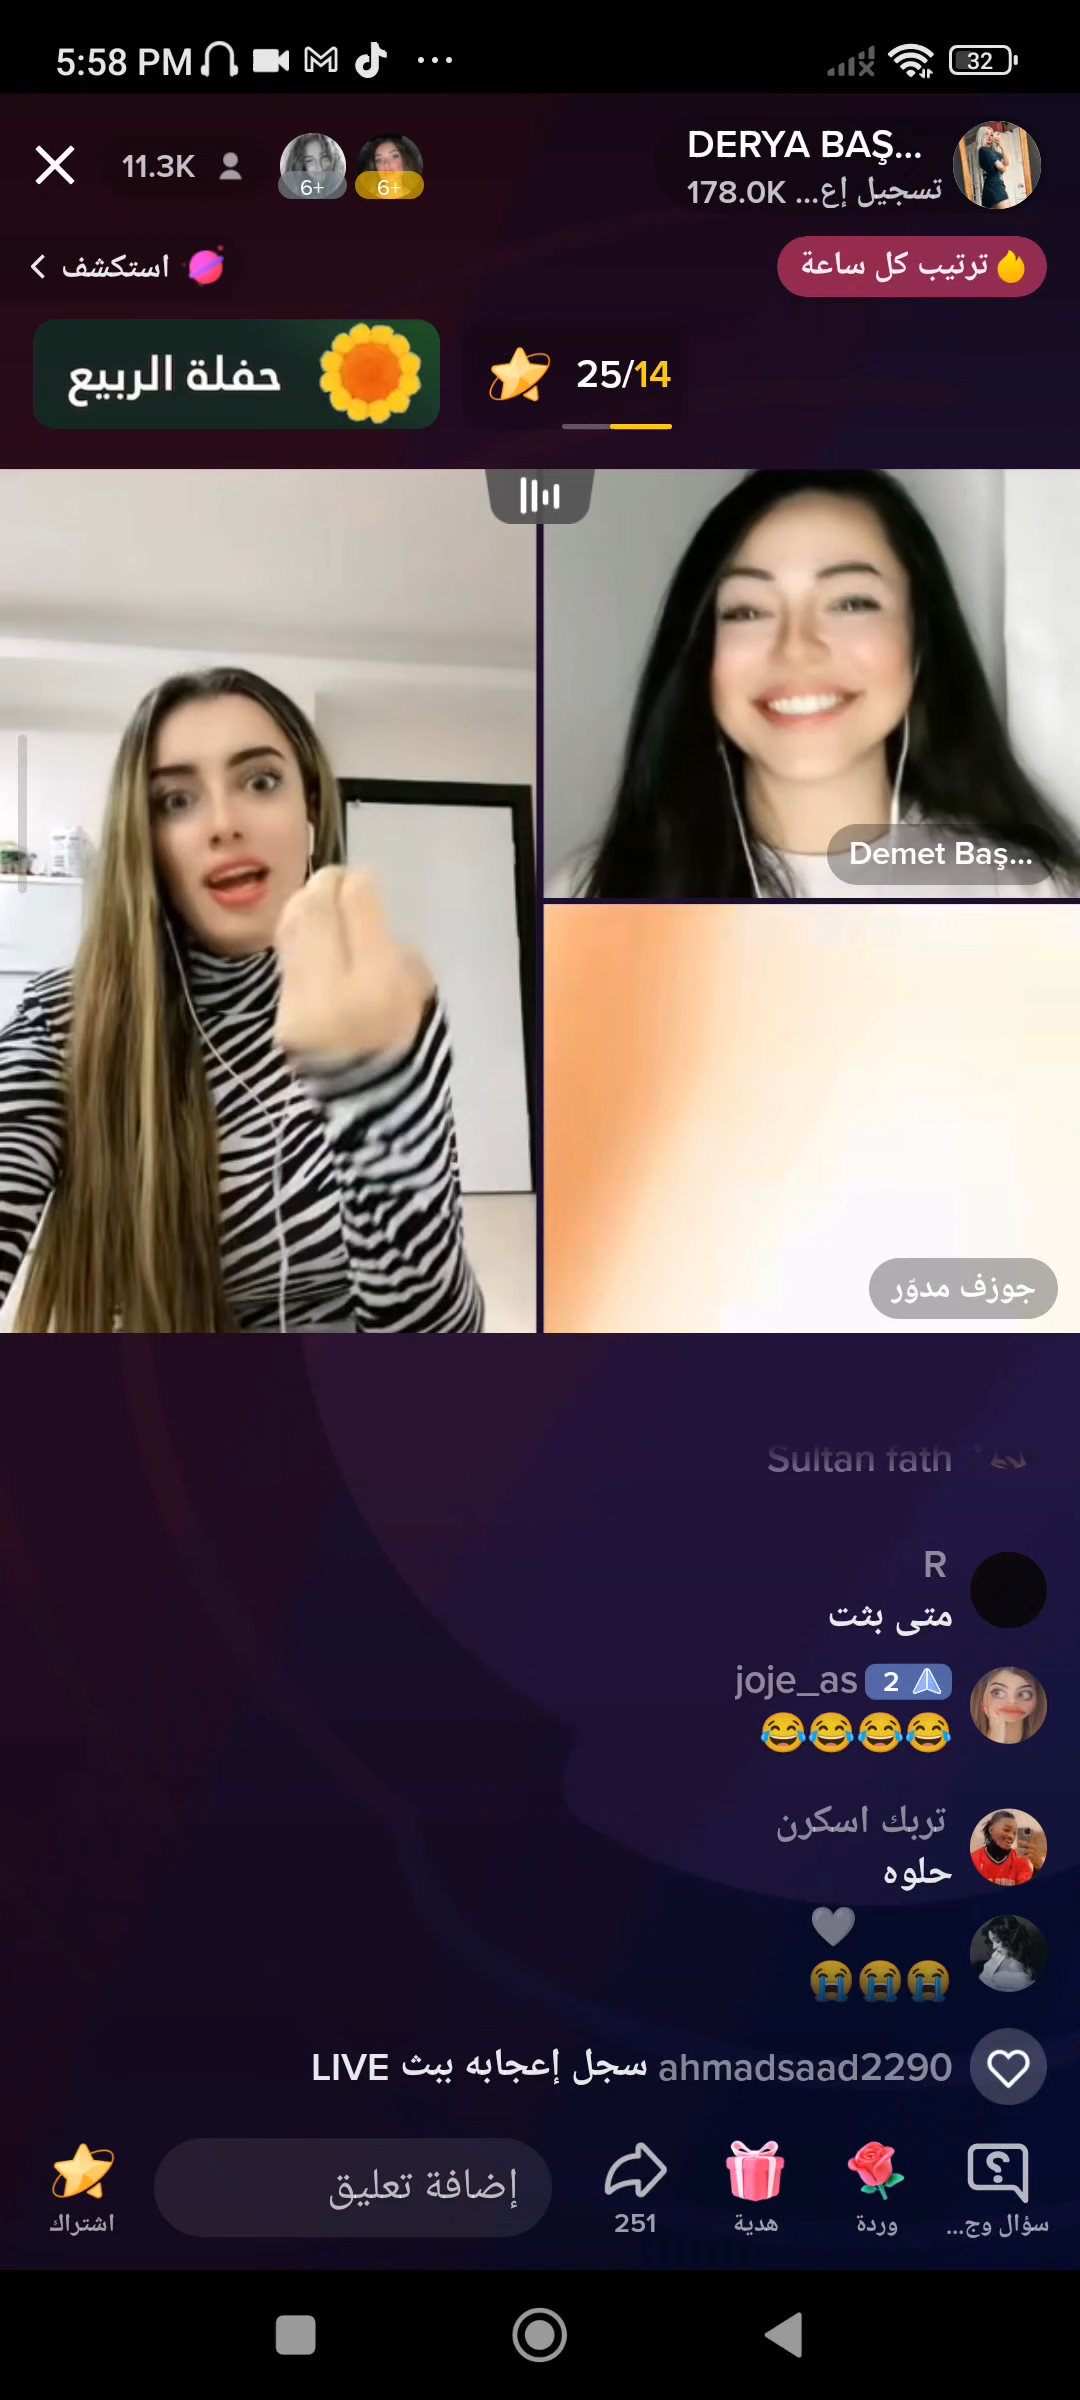 5:58 PM
32
11.3K
6+
6+
DERYA BAŞ...
178.0K تسجيل إع...
استكشف
ترتيب كل ساعة
حفلة الربيع
25/14
Demet Baş...
جوزف مدوّر
Sultan fath
R
متى بثت
joje_as 2
😂😂😂😂
تربك اسكرن
حلوه
🤍
😭😭😭
ahmadsaad2290 سجل إعجابه ببث LIVE
اشتراك
إضافة تعليق
251
هدية
وردة
سؤال وج...